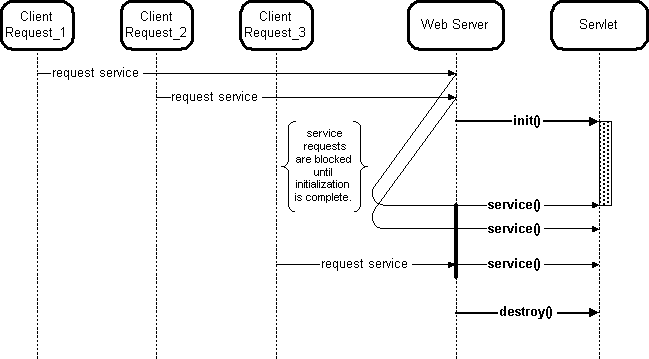 Client
Request_1
Client
Request_2
Client
Request_3
Web Server
Servlet
request service
request service
init()
service
requests
are blocked
until
initialization
is complete.
service()
service()
request service
service()
destroy()